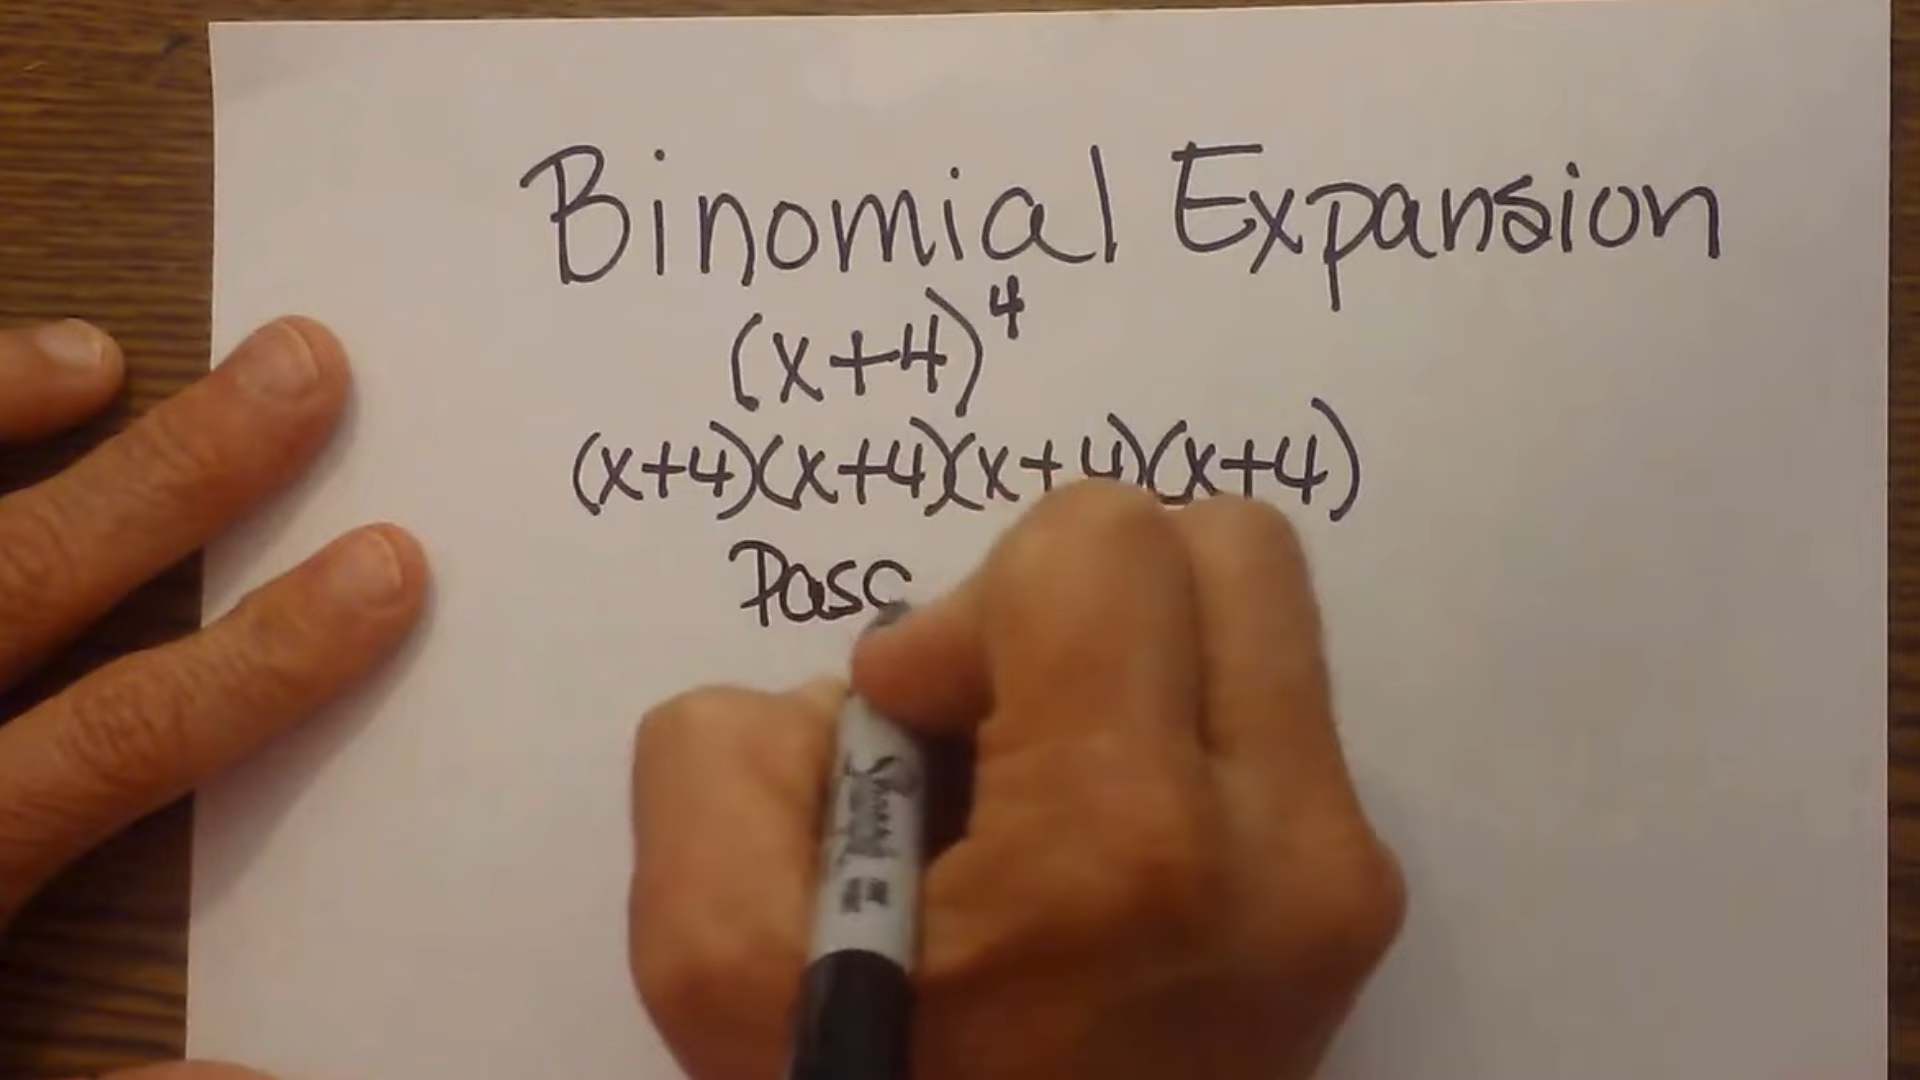 Binomial Expansion
(x+4)⁴
(x+4)(x+4)(x+4)(x+4)
Pasc